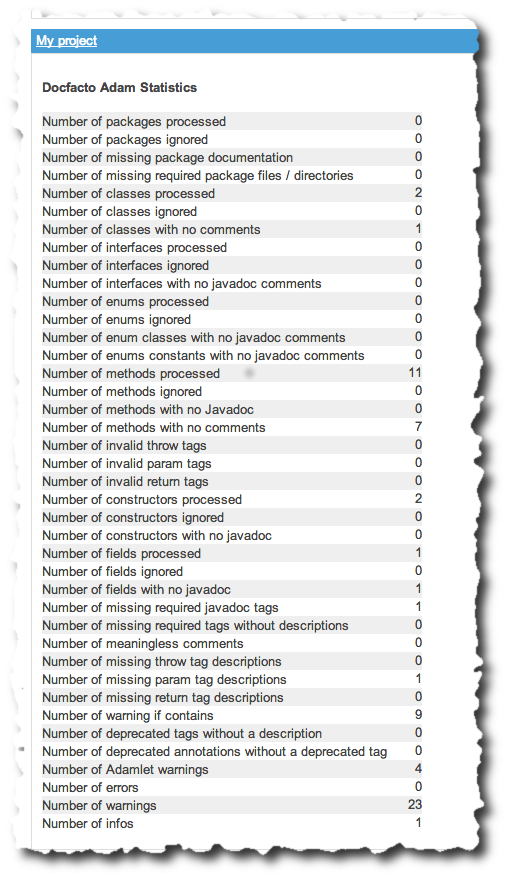 My project
Docfacto Adam Statistics
Number of packages processed 0
Number of packages ignored 0
Number of missing package documentation 0
Number of missing required package files / directories 0
Number of classes processed 2
Number of classes ignored 0
Number of classes with no comments 1
Number of interfaces processed 0
Number of interfaces ignored 0
Number of interfaces with no javadoc comments 0
Number of enums processed 0
Number of enums ignored 0
Number of enum classes with no javadoc comments 0
Number of enums constants with no javadoc comments 0
Number of methods processed 11
Number of methods ignored 0
Number of methods with no Javadoc 0
Number of methods with no comments 7
Number of invalid throw tags 0
Number of invalid param tags 0
Number of invalid return tags 0
Number of constructors processed 2
Number of constructors ignored 0
Number of constructors with no javadoc 0
Number of fields processed 1
Number of fields ignored 0
Number of fields with no javadoc 1
Number of missing required javadoc tags 1
Number of missing required tags without descriptions 0
Number of meaningless comments 0
Number of missing throw tag descriptions 0
Number of missing param tag descriptions 1
Number of missing return tag descriptions 0
Number of warning if contains 9
Number of deprecated tags without a description 0
Number of deprecated annotations without a deprecated tag 0
Number of Adamlet warnings 4
Number of errors 0
Number of warnings 23
Number of infos 1